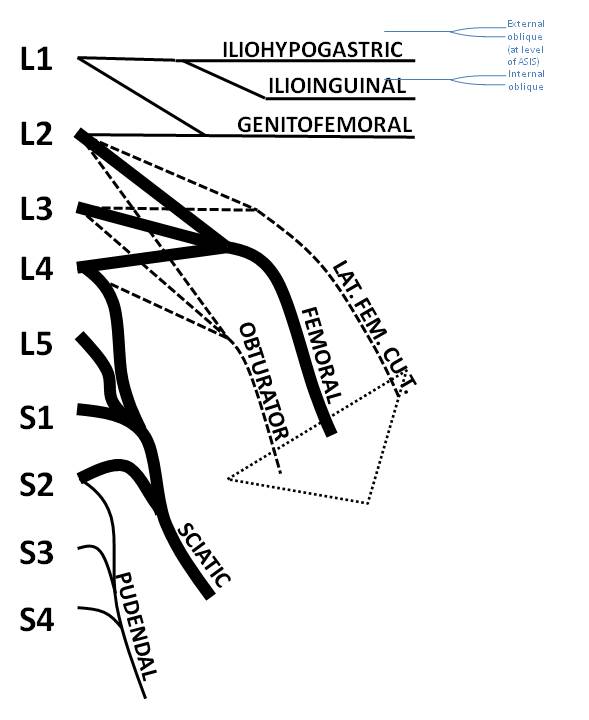 External
oblique
(at level
of ASIS)
Internal
oblique
L1
ILIOHYPOGASTRIC
ILIOINGUINAL
GENITOFEMORAL
L2
L3
L4
L5
S1
S2
S3
S4
LAT. FEM. CUT
FEMORAL
OBTURATOR
SCIATIC
PUDENDAL